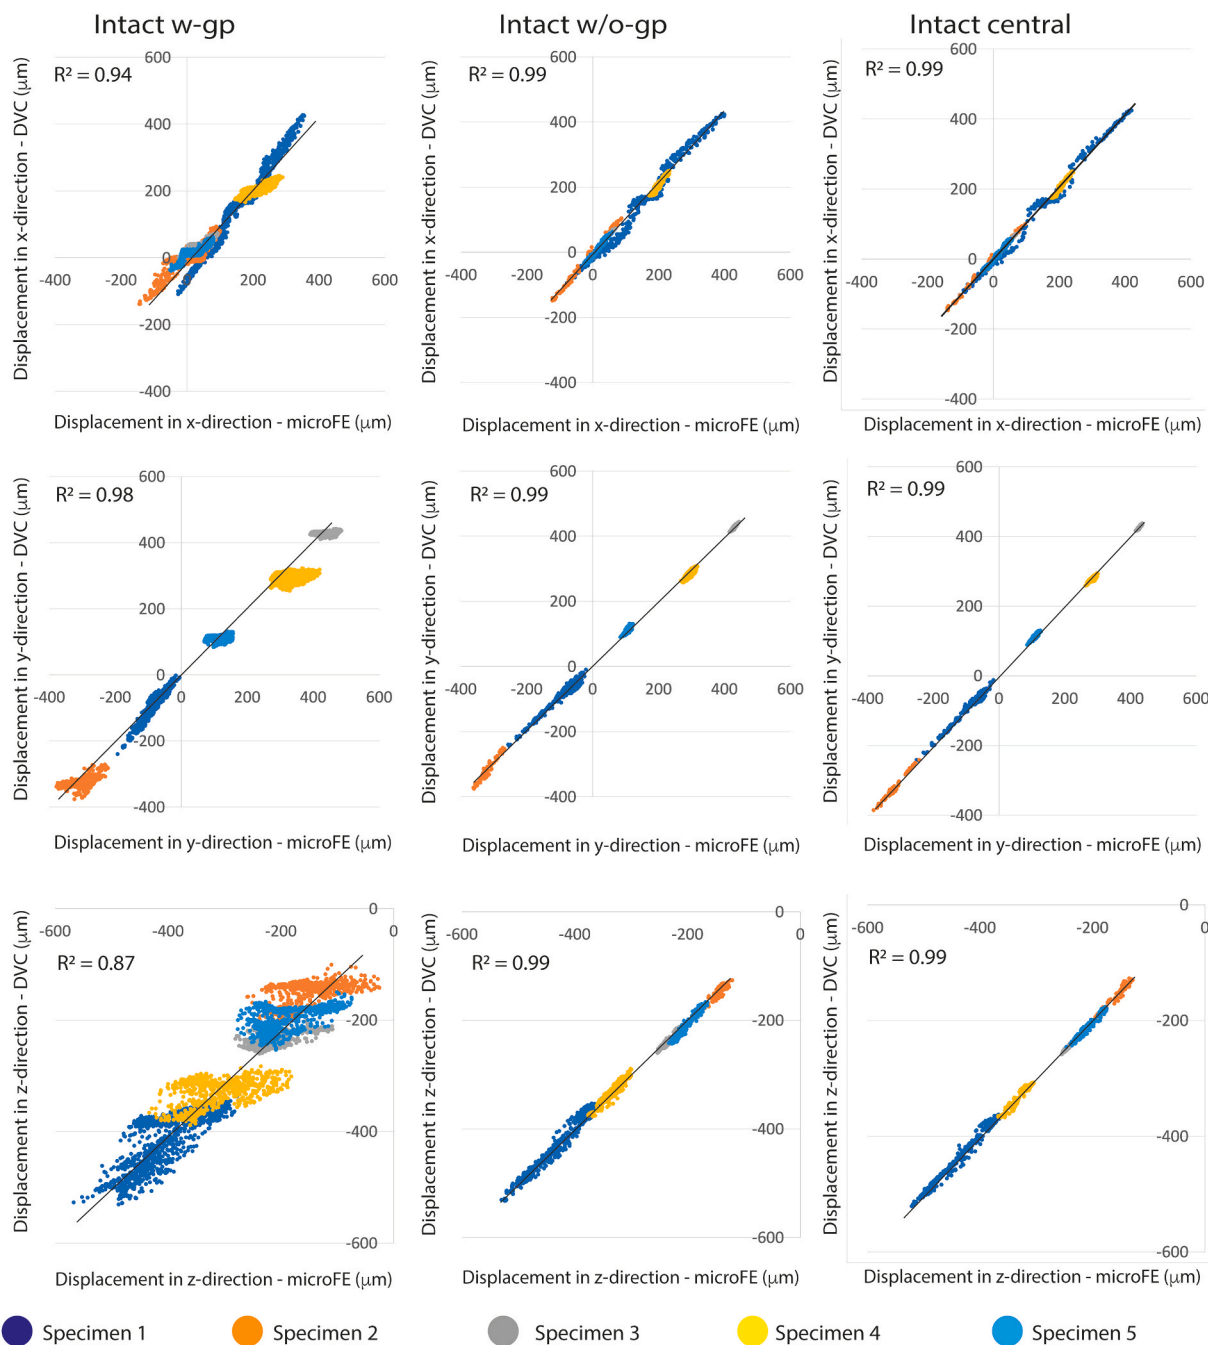 Intact w-gp
Intact w/o-gp
Intact central
Displacement in x-direction - DVC (μm)
R² = 0.94
600
400
200
0
-200
-400
-400
-200
200
400
600
Displacement in x-direction - microFE (μm)
Displacement in x-direction - DVC (μm)
R² = 0.99
600
400
200
0
-200
-400
-400
-200
0
200
400
600
Displacement in x-direction - microFE (μm)
Displacement in x-direction - DVC (μm)
R² = 0.99
600
400
200
0
-200
-400
-400
-200
0
200
400
600
Displacement in x-direction - microFE (μm)
Displacement in y-direction - DVC (μm)
R² = 0.98
600
400
200
0
-200
-400
-400
-200
0
200
400
600
Displacement in y-direction - microFE (μm)
Displacement in y-direction - DVC (μm)
R² = 0.99
600
400
200
0
-200
-400
-400
-200
0
200
400
600
Displacement in y-direction - microFE (μm)
Displacement in y-direction - DVC (μm)
R² = 0.99
600
400
200
0
-200
-400
-400
-200
0
200
400
600
Displacement in y-direction - microFE (μm)
Displacement in z-direction - DVC (μm)
R² = 0.87
0
-200
-400
-600
-600
-400
-200
0
Displacement in z-direction - microFE (μm)
Displacement in z-direction - DVC (μm)
R² = 0.99
0
-200
-400
-600
-600
-400
-200
0
Displacement in z-direction - microFE (μm)
Displacement in z-direction - DVC (μm)
R² = 0.99
0
-200
-400
-600
-600
-400
-200
0
Displacement in z-direction - microFE (μm)
Specimen 1
Specimen 2
Specimen 3
Specimen 4
Specimen 5